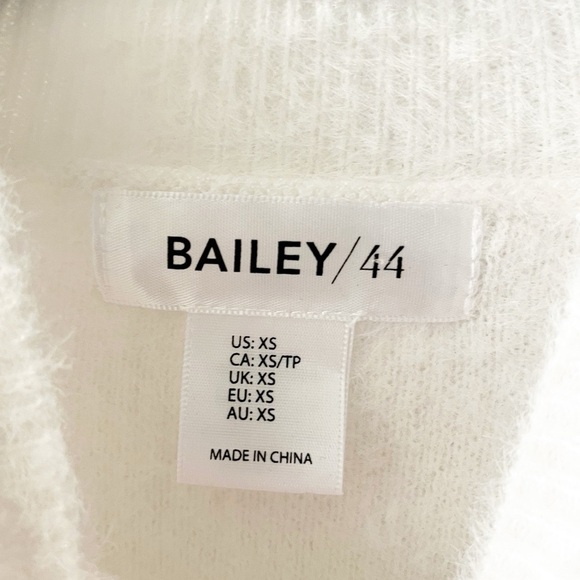 BAILEY/44
US: XS
CA: XS/TP
UK: XS
EU: XS
AU: XS
MADE IN CHINA